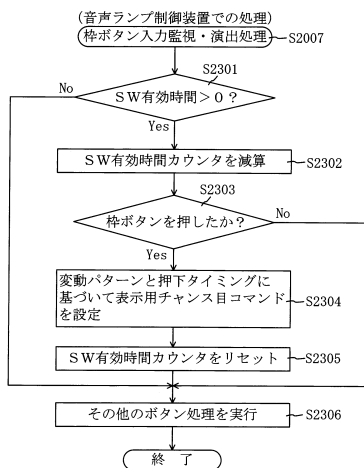 (音声ランプ制御装置での処理)
枠ボタン入力監視・演出処理
S2007
S2301
No
SW有効時間>0?
Yes
SW有効時間カウンタを減算
S2302
S2303
枠ボタンを押したか?
No
Yes
変動パターンと押下タイミングに
基づいて表示用チャンス目コマンド
を設定
S2304
SW有効時間カウンタをリセット
S2305
その他のボタン処理を実行
S2306
終 了